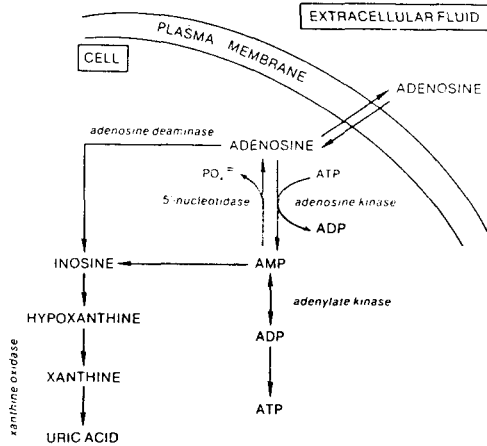 EXTRACELLULAR FLUID
PLASMA MEMBRANE
CELL
ADENOSINE
adenosine deaminase
ADENOSINE
PO₄=
ATP
5'-nucleotidase
adenosine kinase
ADP
INOSINE
AMP
adenylate kinase
HYPOXANTHINE
ADP
xanthine oxidase
XANTHINE
ATP
URIC ACID